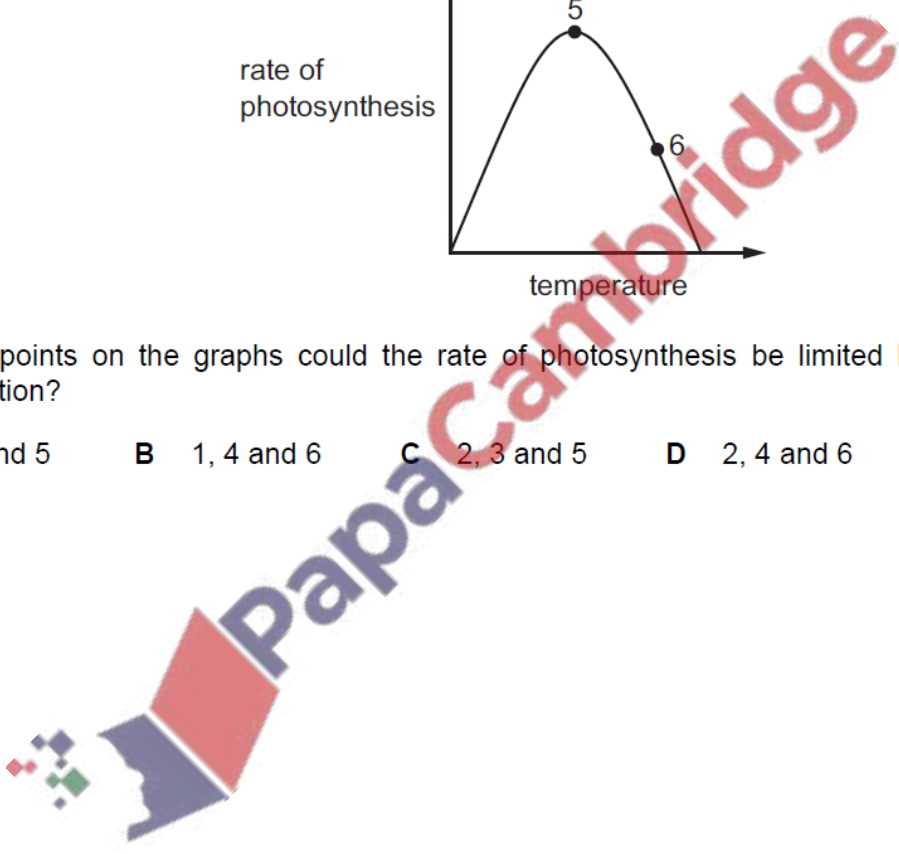 5
rate of
photosynthesis
6
temperature
points on the graphs could the rate of photosynthesis be limited
tion?
nd 5 B 1, 4 and 6 C 2, 3 and 5 D 2, 4 and 6
PapaCambridge